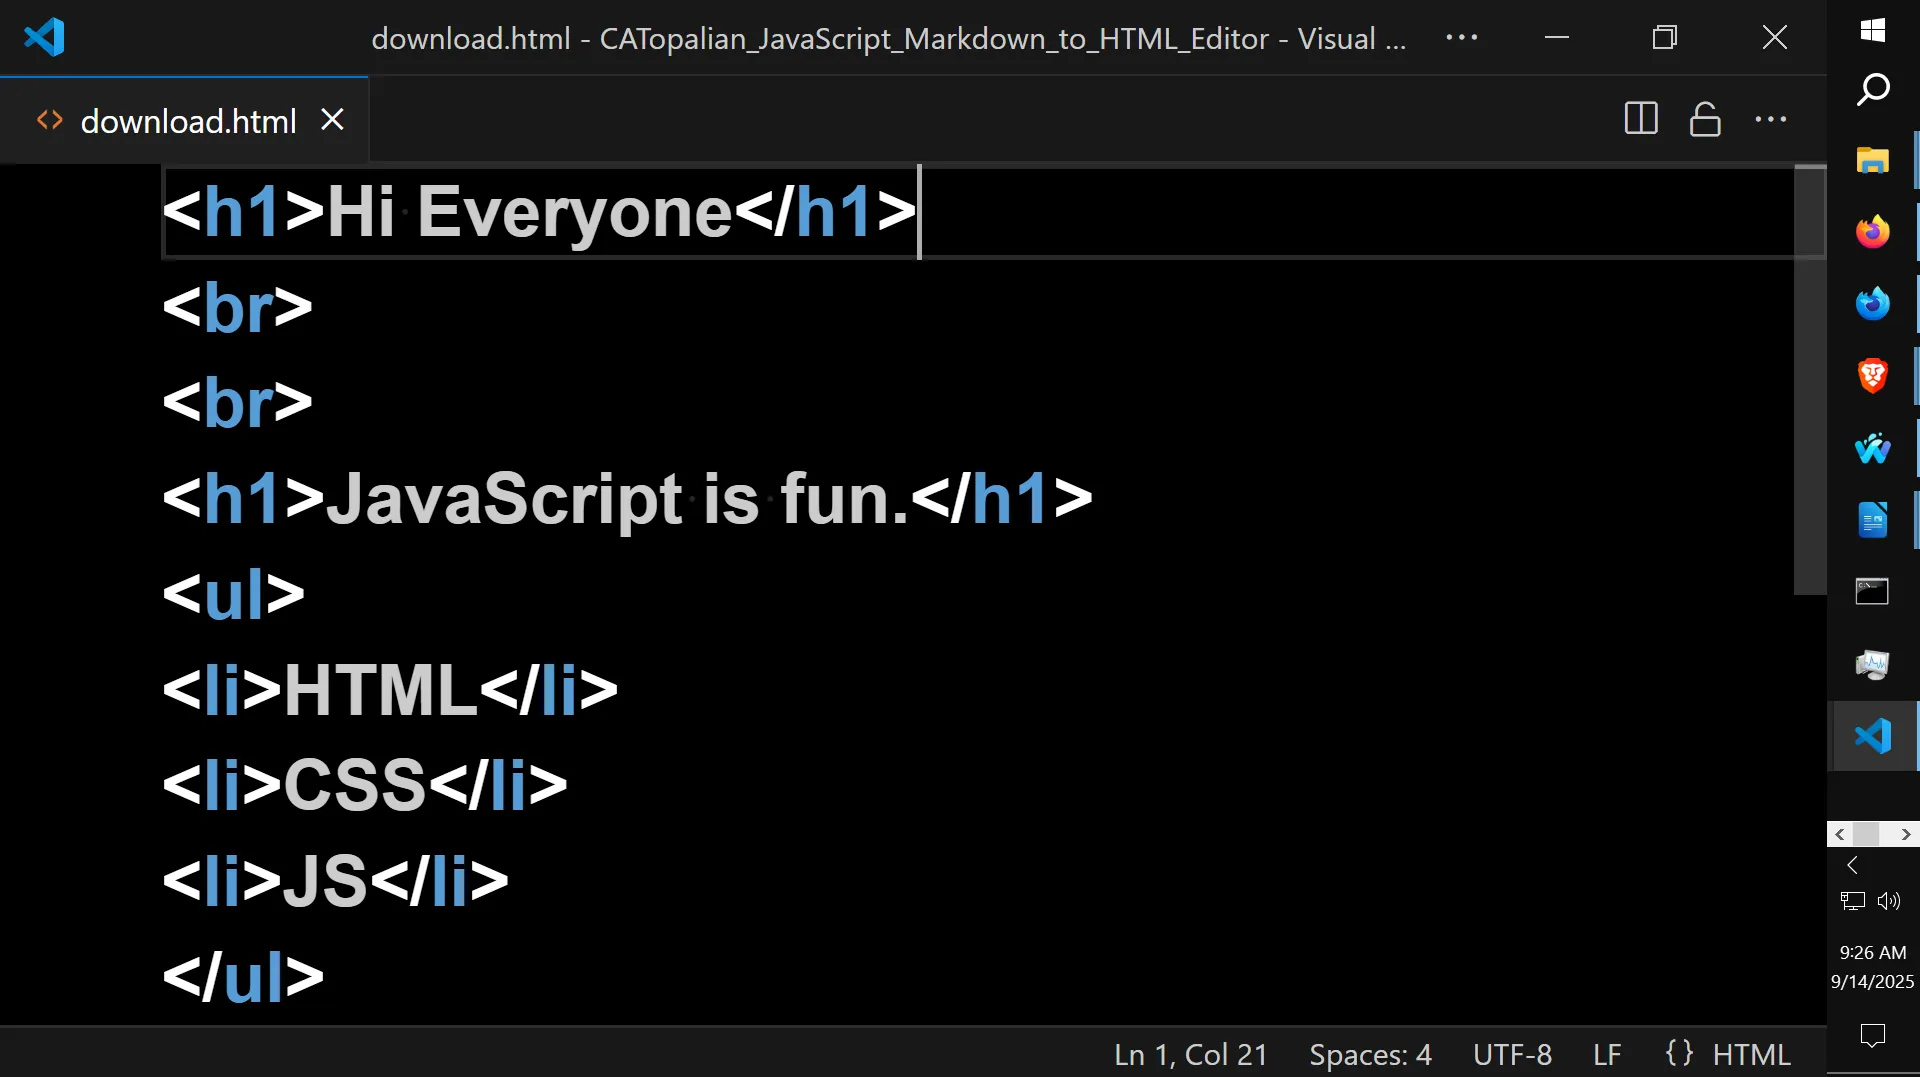 download.html - CATopalian_JavaScript_Markdown_to_HTML_Editor - Visual ...
<> download.html
<h1>Hi Everyone</h1>
<br>
<br>
<h1>JavaScript is fun.</h1>
<ul>
<li>HTML</li>
<li>CSS</li>
<li>JS</li>
</ul>
Ln 1, Col 21 Spaces: 4 UTF-8 LF {} HTML
9:26 AM
9/14/2025